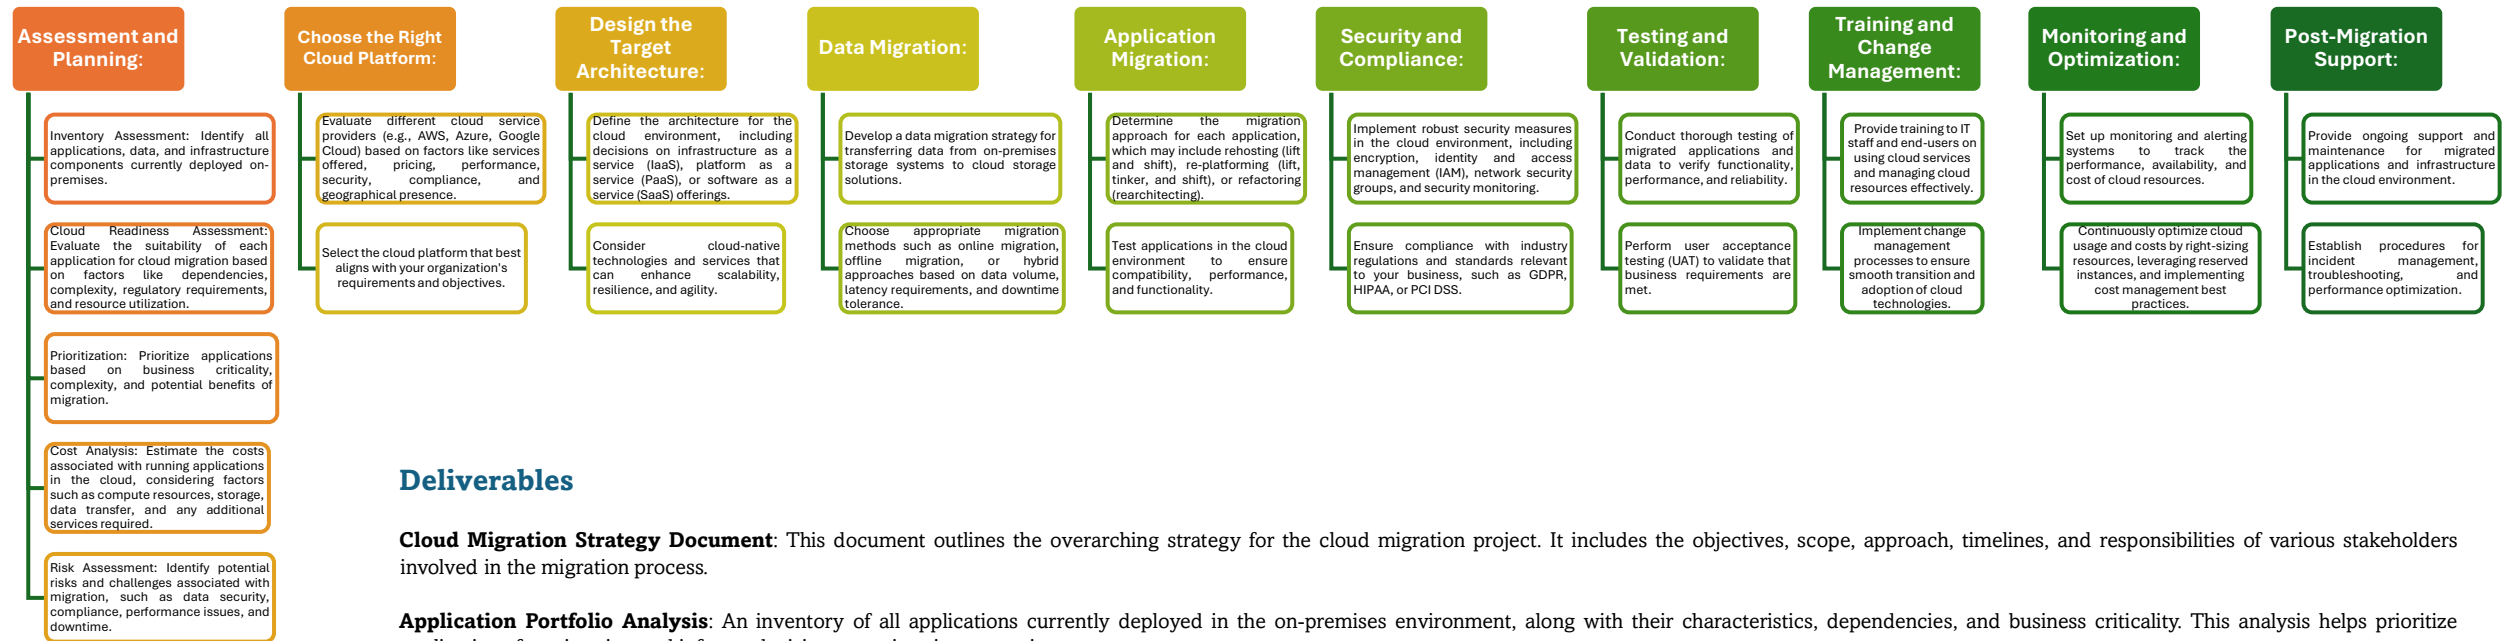 Assessment and
Planning:
Inventory Assessment: Identify all
applications, data, and infrastructure
components currently deployed on-
premises.
Cloud Readiness Assessment:
Evaluate the suitability of each
application for cloud migration based
on factors like dependencies,
complexity, regulatory requirements,
and resource utilization.
Prioritization: Prioritize applications
based on business criticality,
complexity, and potential benefits of
migration.
Cost Analysis: Estimate the costs
associated with running applications
in the cloud, considering factors
such as compute resources, storage,
data transfer, and any additional
services required.
Risk Assessment: Identify potential
risks and challenges associated with
migration, such as data security,
compliance, performance issues, and
downtime.
Choose the Right
Cloud Platform:
Evaluate different cloud service
providers (e.g., AWS, Azure, Google
Cloud) based on factors like services
offered, pricing, performance,
security, compliance, and
geographical presence.
Select the cloud platform that best
aligns with your organization's
requirements and objectives.
Design the
Target
Architecture:
Define the architecture for the
cloud environment, including
decisions on infrastructure as a
service (IaaS), platform as a
service (PaaS), or software as a
service (SaaS) offerings.
Consider cloud-native
technologies and services that
can enhance scalability,
resilience, and agility.
Data Migration:
Develop a data migration strategy for
transferring data from on-premises
storage systems to cloud storage
solutions.
Choose appropriate migration
methods such as online migration,
offline migration, or hybrid
approaches based on data volume,
latency requirements, and downtime
tolerance.
Application
Migration:
Determine the migration
approach for each application,
which may include rehosting (lift
and shift), re-platforming (lift,
tinker, and shift), or refactoring
(rearchitecting).
Test applications in the cloud
environment to ensure
compatibility, performance,
and functionality.
Security and
Compliance:
Implement robust security measures
in the cloud environment, including
encryption, identity and access
management (IAM), network security
groups, and security monitoring.
Ensure compliance with industry
regulations and standards relevant
to your business, such as GDPR,
HIPAA, or PCI DSS.
Testing and
Validation:
Conduct thorough testing of
migrated applications and
data to verify functionality,
performance, and reliability.
Perform user acceptance
testing (UAT) to validate that
business requirements are
met.
Training and
Change
Management:
Provide training to IT
staff and end-users on
using cloud services
and managing cloud
resources effectively.
Implement change
management
processes to ensure
smooth transition and
adoption of cloud
technologies.
Monitoring and
Optimization:
Set up monitoring and alerting
systems to track the
performance, availability, and
cost of cloud resources.
Continuously optimize cloud
usage and costs by right-sizing
resources, leveraging reserved
instances, and implementing
cost management best
practices.
Post-Migration
Support:
Provide ongoing support and
maintenance for migrated
applications and infrastructure
in the cloud environment.
Establish procedures for
incident management,
troubleshooting, and
performance optimization.
Deliverables
Cloud Migration Strategy Document: This document outlines the overarching strategy for the cloud migration project. It includes the objectives, scope, approach, timelines, and responsibilities of various stakeholders
involved in the migration process.
Application Portfolio Analysis: An inventory of all applications currently deployed in the on-premises environment, along with their characteristics, dependencies, and business criticality. This analysis helps prioritize